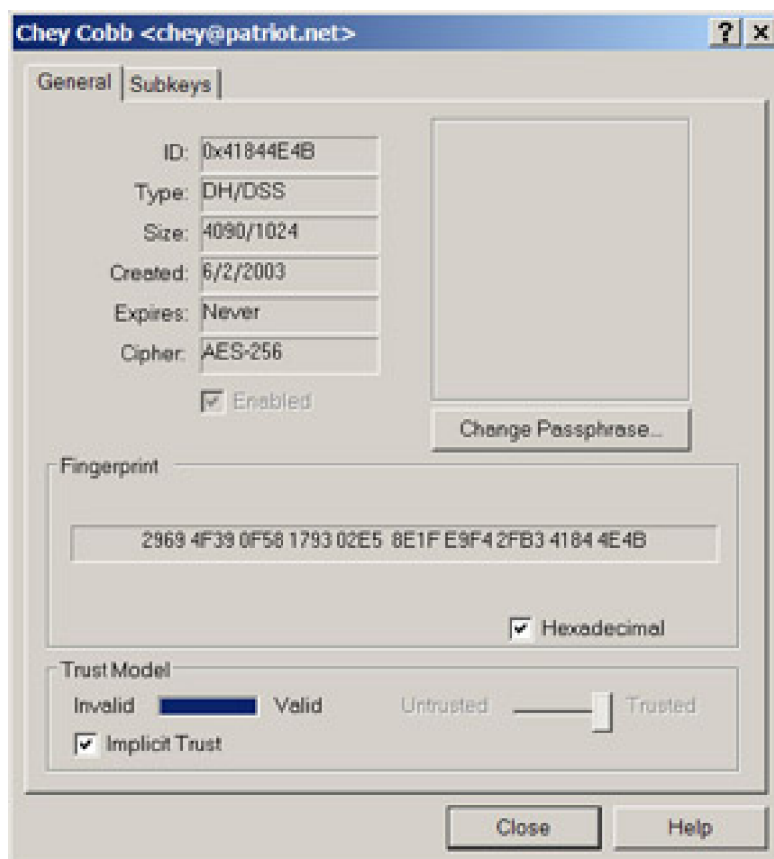 Chey Cobb <chey@patriot.net>
General Subkeys
ID: 0x41844E4B
Type: DH/DSS
Size: 4090/1024
Created: 6/2/2003
Expires: Never
Cipher: AES-256
Enabled
Change Passphrase...
Fingerprint
2969 4F39 0F58 1793 02E5 8E1F E9F4 2FB3 4184 4E4B
Hexadecimal
Trust Model
Invalid Valid Untrusted Trusted
Implicit Trust
Close Help